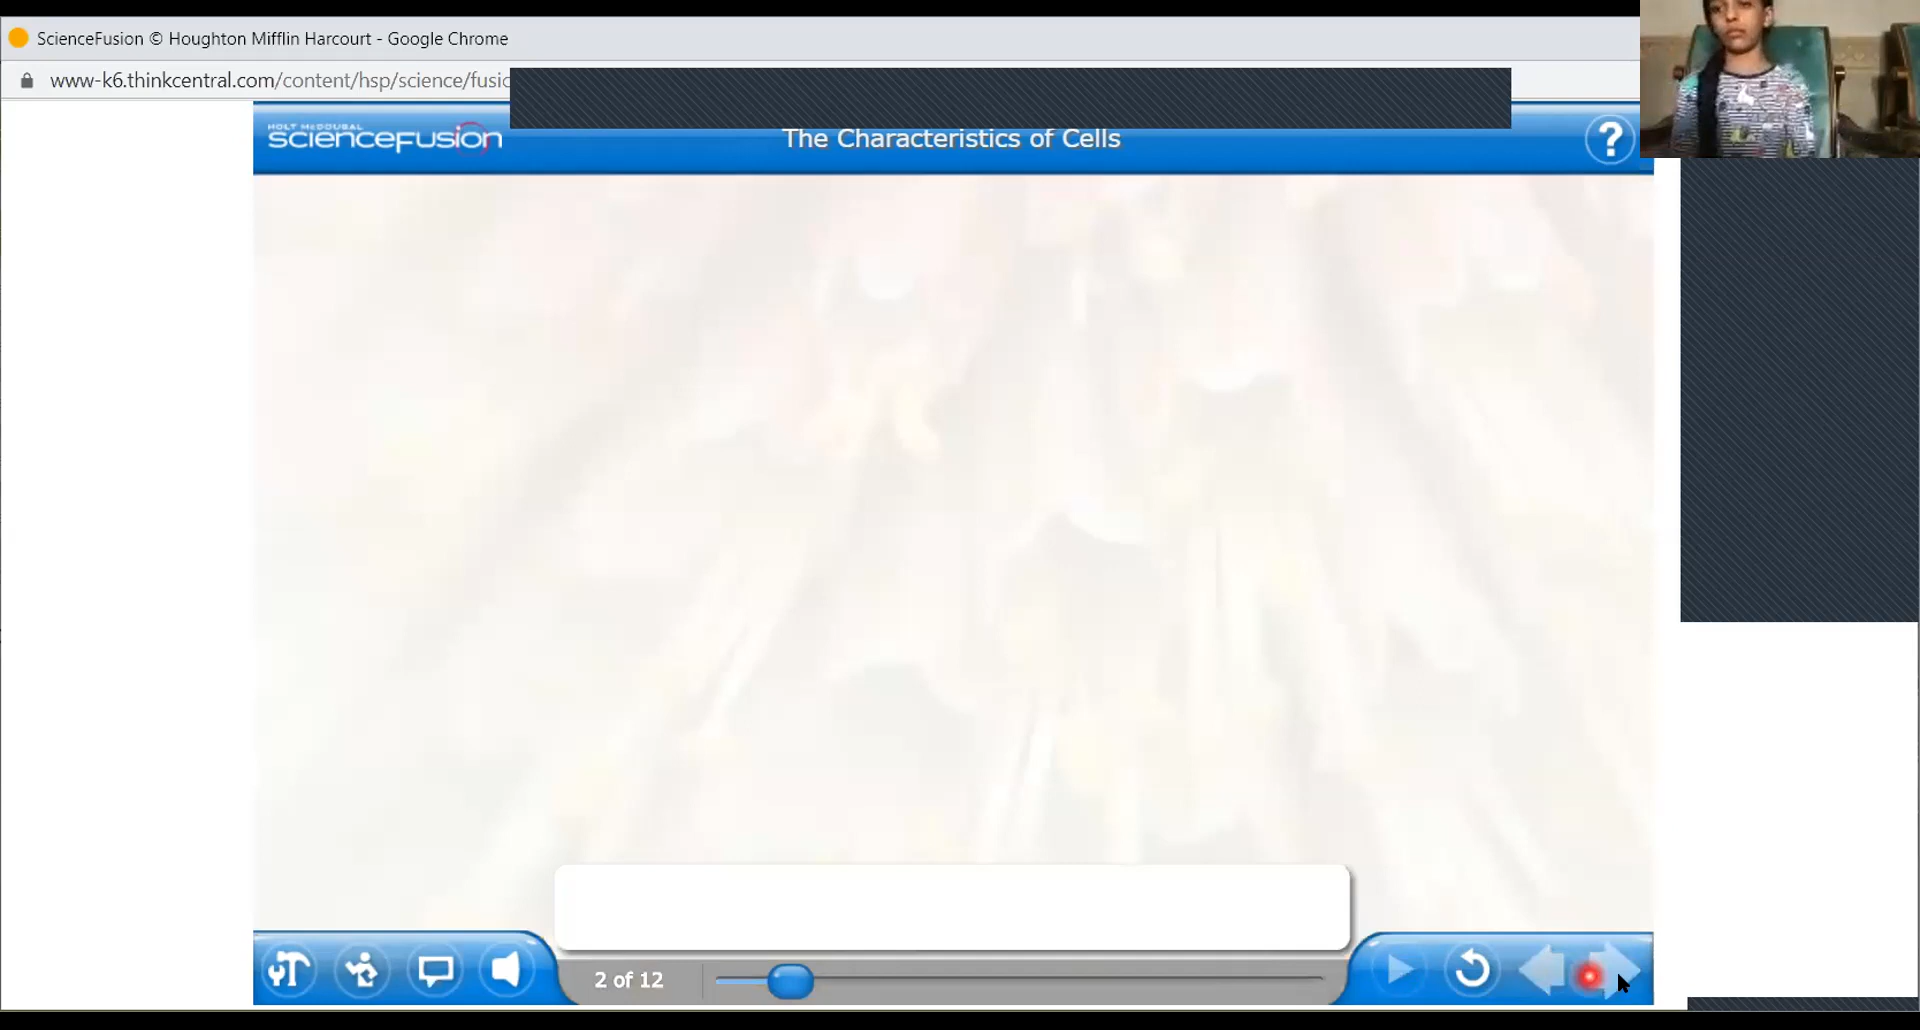 ScienceFusion © Houghton Mifflin Harcourt - Google Chrome
www-k6.thinkcentral.com/content/hsp/science/fusio
HOLT McDOUGAL
scienceFusion
The Characteristics of Cells
?
2 of 12